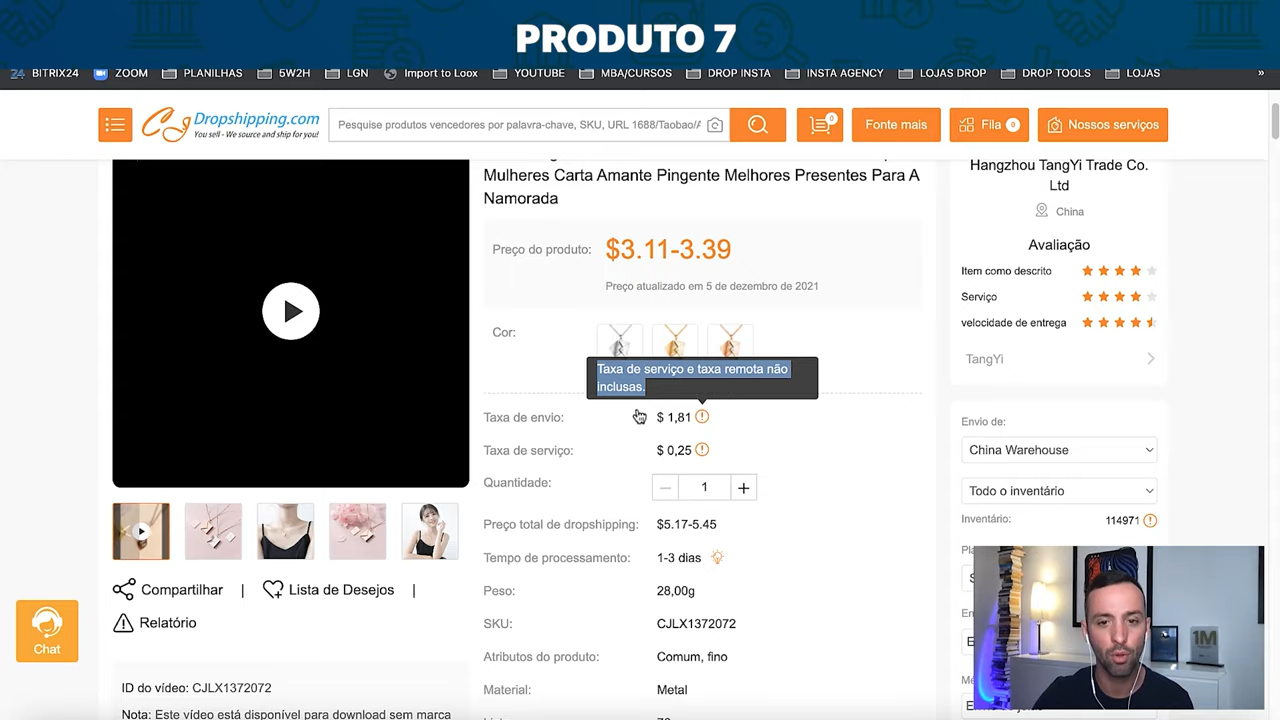 PRODUTO 7
24 BITRIX24 ZOOM PLANILHAS 5W2H LGN Import to Loox YOUTUBE MBA/CURSOS DROP INSTA INSTA AGENCY LOJAS DROP DROP TOOLS LOJAS »
CJ Dropshipping.com
You sell - We source and ship for you!
Pesquise produtos vencedores por palavra-chave, SKU, URL 1688/Taobao/A
0
Fonte mais
Fila 0
Nossos serviços
Mulheres Carta Amante Pingente Melhores Presentes Para A
Namorada
Preço do produto: $3.11-3.39
Preço atualizado em 5 de dezembro de 2021
Cor:
Taxa de serviço e taxa remota não
inclusas.
Taxa de envio: $ 1,81
Taxa de serviço: $ 0,25
Quantidade: 1 +
Preço total de dropshipping: $5.17-5.45
Tempo de processamento: 1-3 dias
Peso: 28,00g
SKU: CJLX1372072
Atributos do produto: Comum, fino
Material: Metal
Compartilhar | Lista de Desejos |
Relatório
Chat
ID do vídeo: CJLX1372072
Nota: Este vídeo está disponível para download sem marca
Hangzhou TangYi Trade Co.
Ltd
China
Avaliação
Item como descrito
Serviço
velocidade de entrega
TangYi
Envio de:
China Warehouse
Todo o inventário
Inventário: 114971
1M